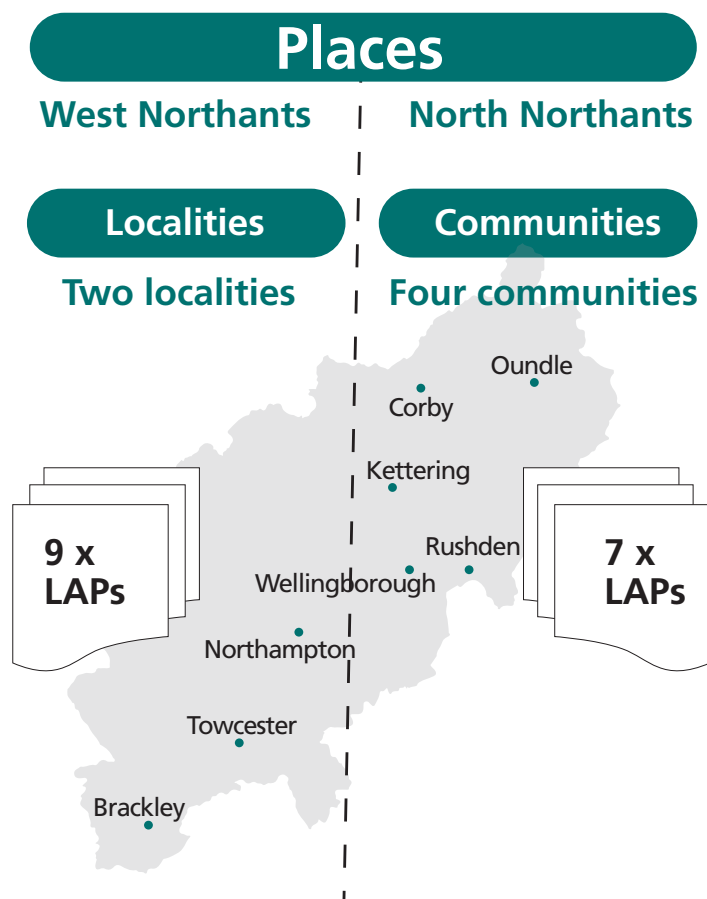 Places
West Northants
North Northants
Localities
Communities
Two localities
Four communities
Oundle
Corby
Kettering
Rushden
9 x
LAPs
7 x
LAPs
Wellingborough
Northampton
Towcester
Brackley